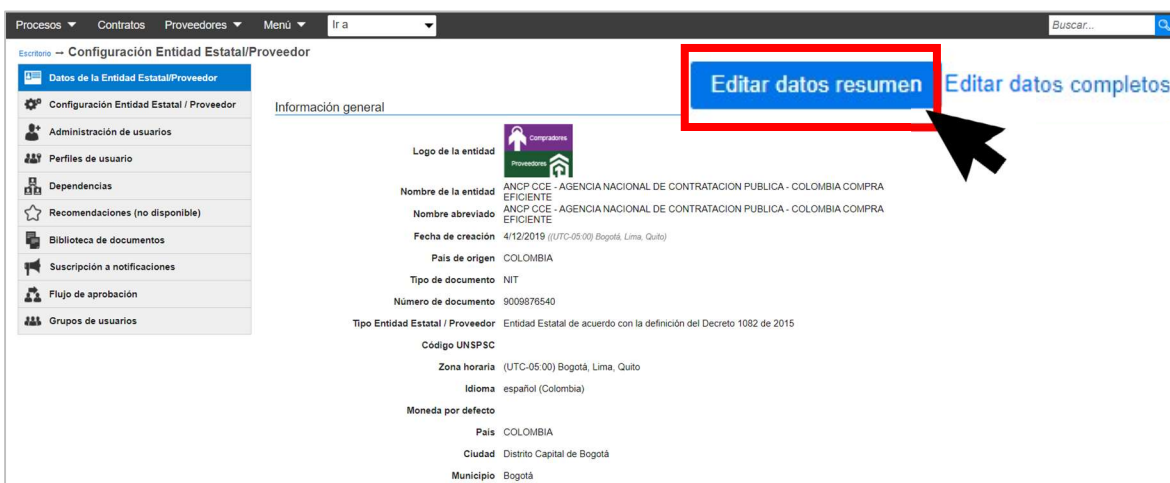 Procesos Contratos Proveedores Menú Ir a Buscar...
Escritorio → Configuración Entidad Estatal/Proveedor
Datos de la Entidad Estatal/Proveedor
Configuración Entidad Estatal / Proveedor
Administración de usuarios
Perfiles de usuario
Dependencias
Recomendaciones (no disponible)
Biblioteca de documentos
Suscripción a notificaciones
Flujo de aprobación
Grupos de usuarios
Editar datos resumen Editar datos completos
Información general
Logo de la entidad
Compradores
Proveedores
Nombre de la entidad ANCP CCE - AGENCIA NACIONAL DE CONTRATACION PUBLICA - COLOMBIA COMPRA
EFICIENTE
Nombre abreviado ANCP CCE - AGENCIA NACIONAL DE CONTRATACION PUBLICA - COLOMBIA COMPRA
EFICIENTE
Fecha de creación 4/12/2019 ((UTC-05:00) Bogotá, Lima, Quito)
País de origen COLOMBIA
Tipo de documento NIT
Número de documento 9009876540
Tipo Entidad Estatal / Proveedor Entidad Estatal de acuerdo con la definición del Decreto 1082 de 2015
Código UNSPSC
Zona horaria (UTC-05:00) Bogotá, Lima, Quito
Idioma español (Colombia)
Moneda por defecto
País COLOMBIA
Ciudad Distrito Capital de Bogotá
Municipio Bogotá